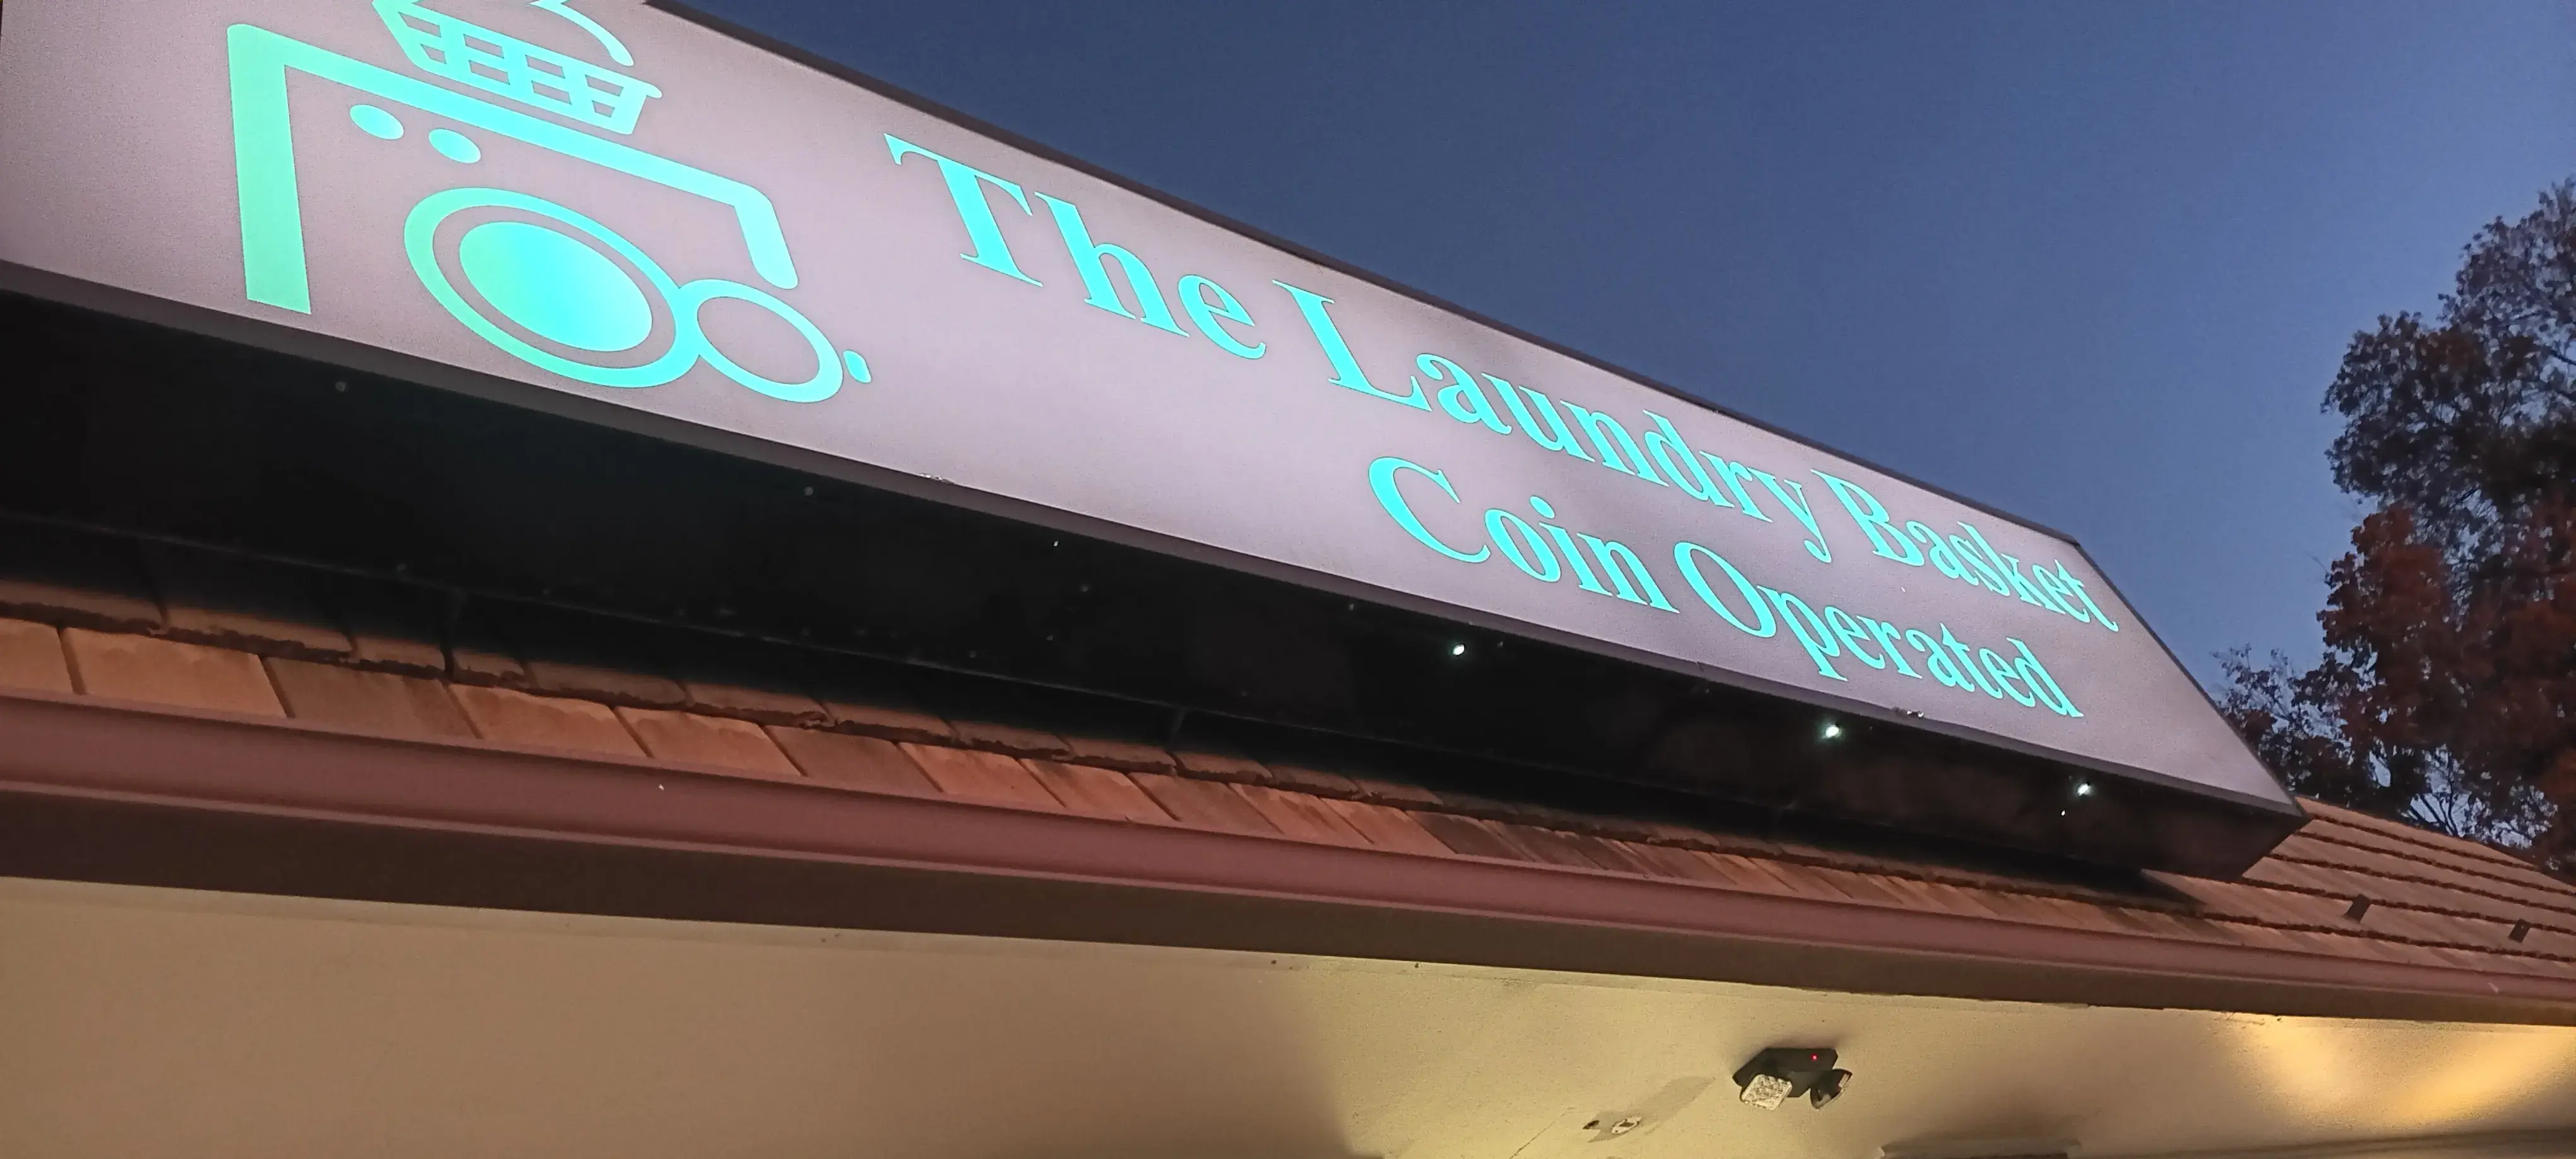 The Laundry Basket
Coin Operated